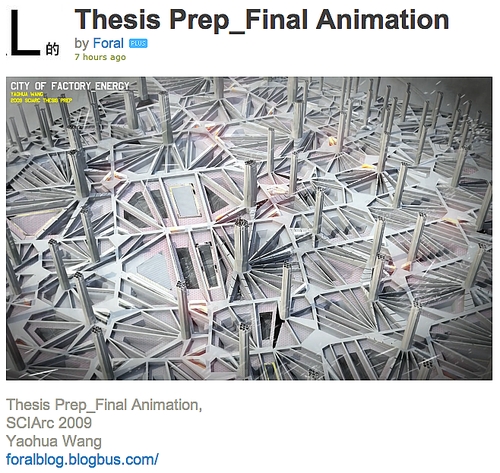 L 的
Thesis Prep_Final Animation
by Foral PLUS
7 hours ago
CITY OF FACTORY ENERGY
YAOHUA WANG
2009 SCIARC THESIS PREP
Thesis Prep_Final Animation,
SCIArc 2009
Yaohua Wang
foralblog.blogbus.com/